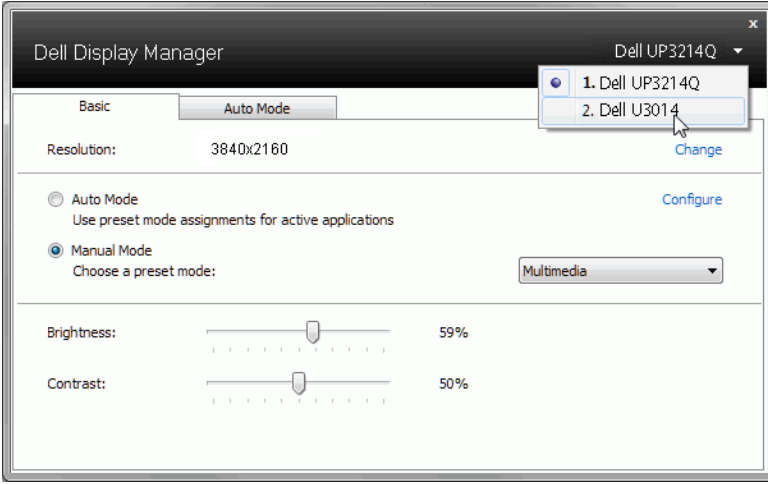 x
Dell Display Manager
Dell UP3214Q
1. Dell UP3214Q
2. Dell U3014
Basic
Auto Mode
Resolution:
3840x2160
Change
Auto Mode
Configure
Use preset mode assignments for active applications
Manual Mode
Choose a preset mode:
Multimedia
Brightness:
59%
Contrast:
50%